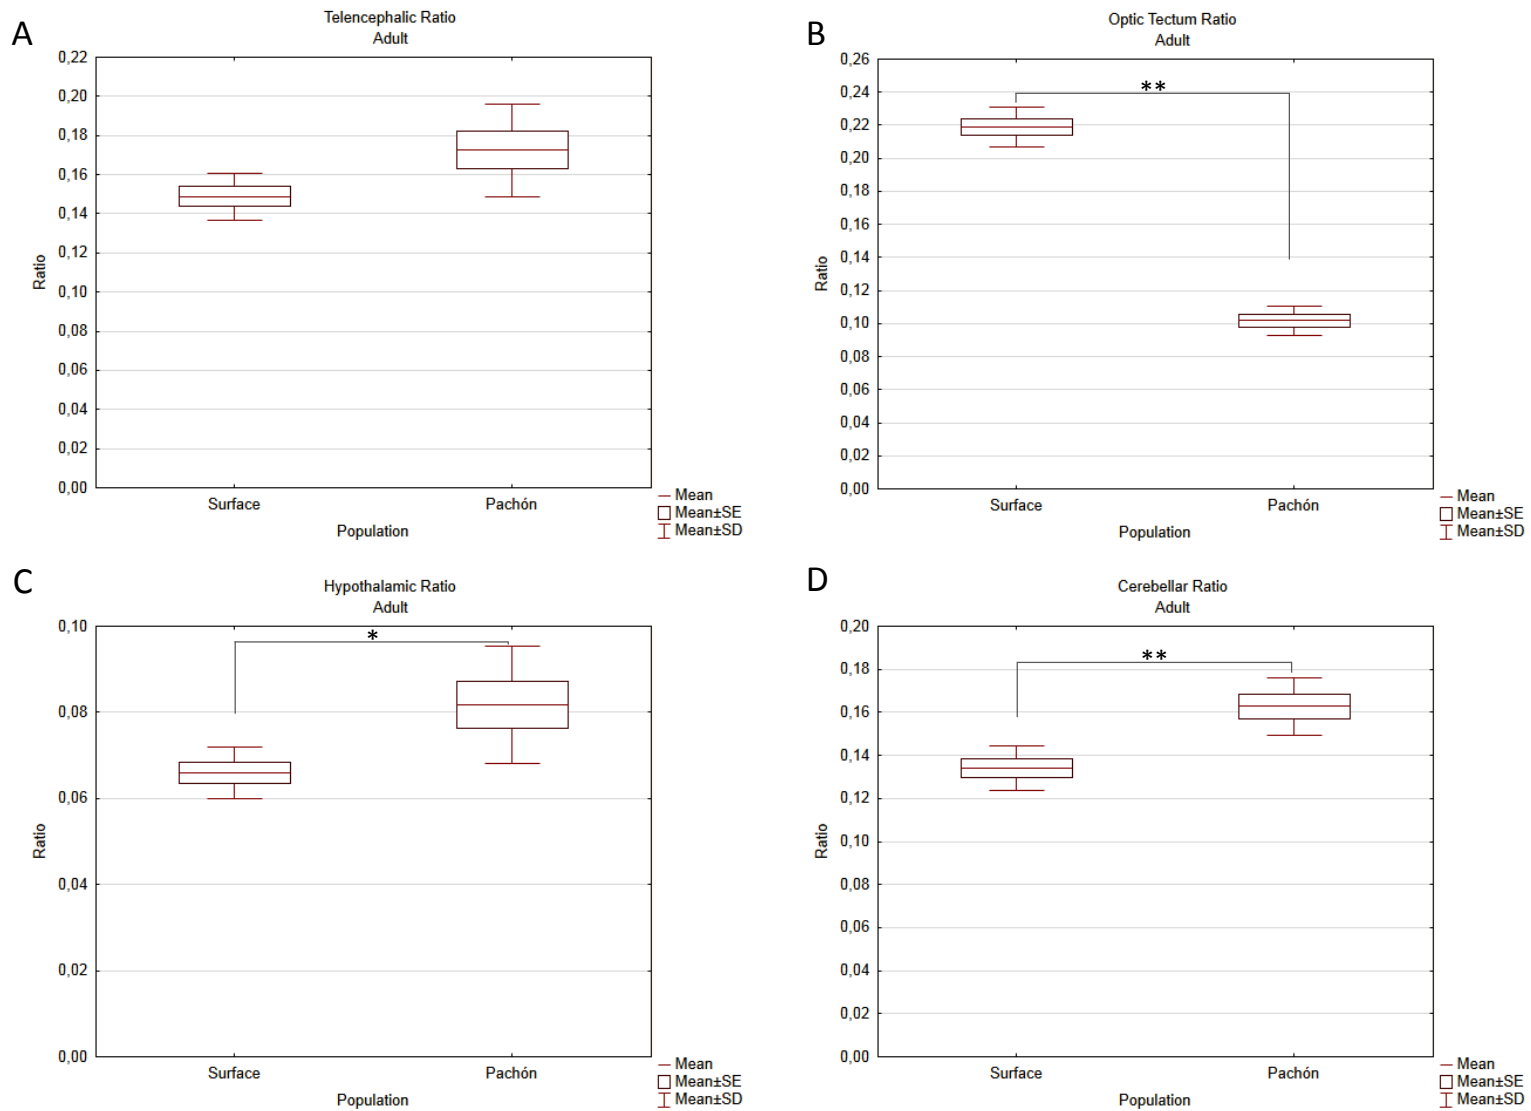 A
Telencephalic Ratio
Adult
0,22
0,20
0,18
0,16
0,14
0,12
0,10
0,08
0,06
0,04
0,02
0,00
Ratio
Surface
Pachón
Population
Mean
Mean±SE
Mean±SD
B
Optic Tectum Ratio
Adult
0,26
0,24
0,22
0,20
0,18
0,16
0,14
0,12
0,10
0,08
0,06
0,04
0,02
0,00
Ratio
**
Surface
Pachón
Population
Mean
Mean±SE
Mean±SD
C
Hypothalamic Ratio
Adult
0,10
0,08
0,06
0,04
0,02
0,00
Ratio
*
Surface
Pachón
Population
Mean
Mean±SE
Mean±SD
D
Cerebellar Ratio
Adult
0,20
0,18
0,16
0,14
0,12
0,10
0,08
0,06
0,04
0,02
0,00
Ratio
**
Surface
Pachón
Population
Mean
Mean±SE
Mean±SD